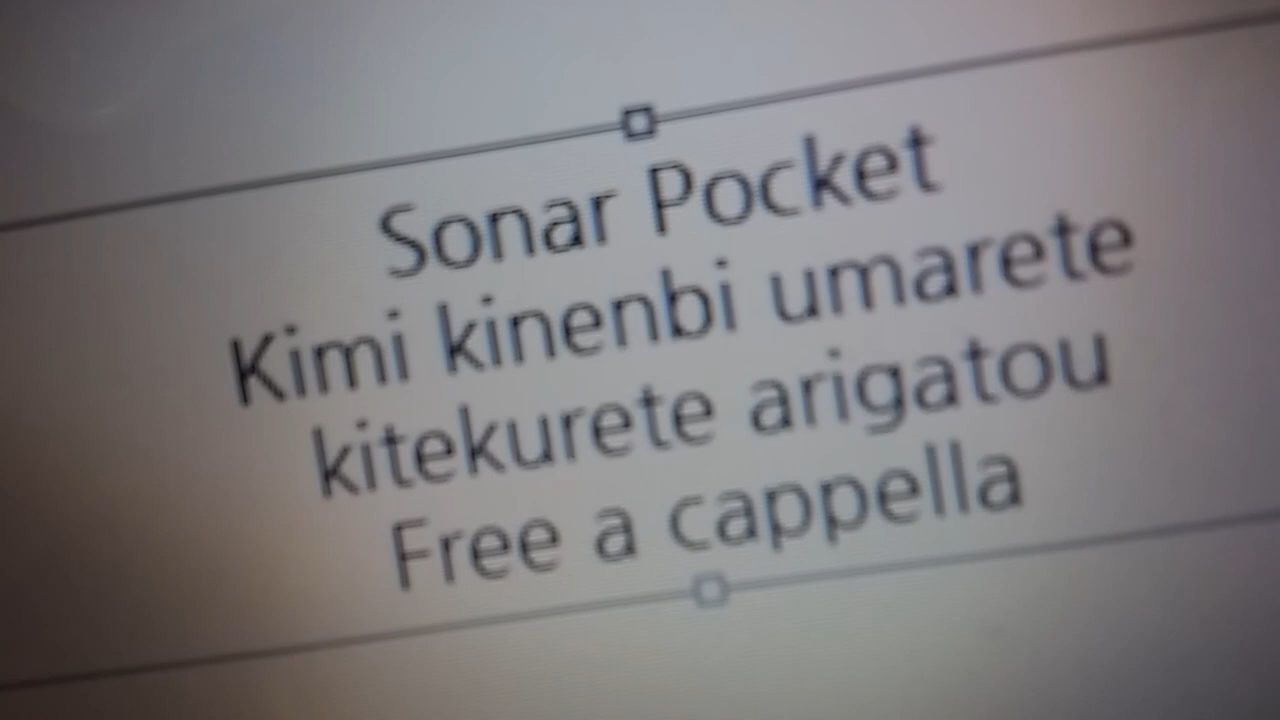 Sonar Pocket
Kimi kinenbi umarete
kitekurete arigatou
Free a cappella